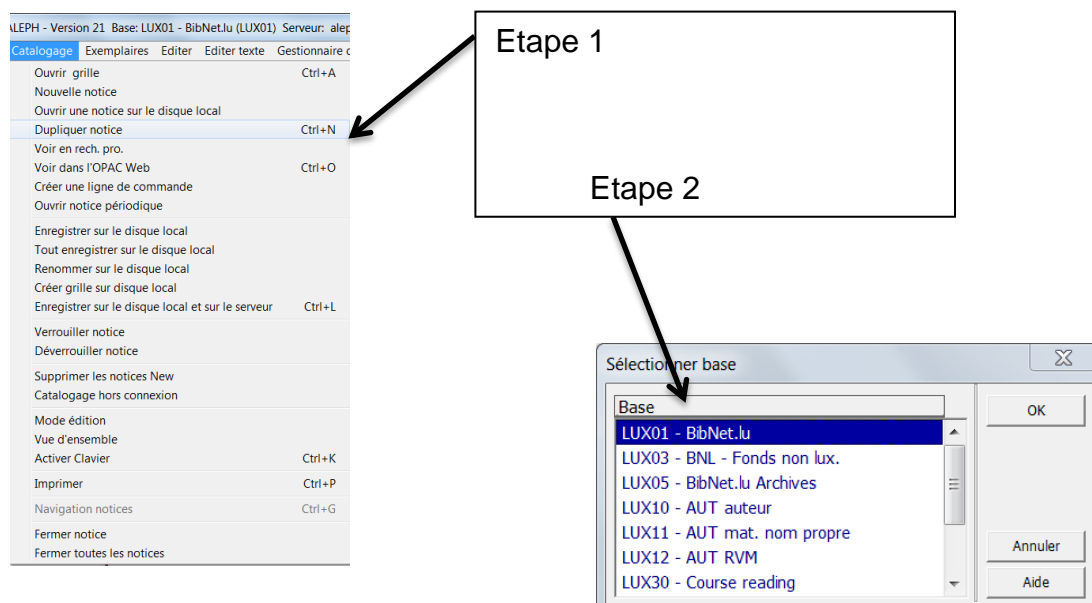 ALEPH - Version 21 Base: LUX01 - BibNet.lu (LUX01) Serveur: alep
Catalogage Exemplaires Editer Editer texte Gestionnaire
Ouvrir grille Ctrl+A
Nouvelle notice
Ouvrir une notice sur le disque local
Dupliquer notice Ctrl+N
Voir en rech. pro.
Voir dans l'OPAC Web Ctrl+O
Créer une ligne de commande
Ouvrir notice périodique
Enregistrer sur le disque local
Tout enregistrer sur le disque local
Renommer sur le disque local
Créer grille sur disque local
Enregistrer sur le disque local et sur le serveur Ctrl+L
Verrouiller notice
Déverrouiller notice
Supprimer les notices New
Catalogage hors connexion
Mode édition
Vue d'ensemble
Activer Clavier Ctrl+K
Imprimer Ctrl+P
Navigation notices Ctrl+G
Fermer notice
Fermer toutes les notices
Etape 1
Etape 2
Sélectionner base
Base
LUX01 - BibNet.lu
LUX03 - BNL - Fonds non lux.
LUX05 - BibNet.lu Archives
LUX10 - AUT auteur
LUX11 - AUT mat. nom propre
LUX12 - AUT RVM
LUX30 - Course reading
OK
Annuler
Aide